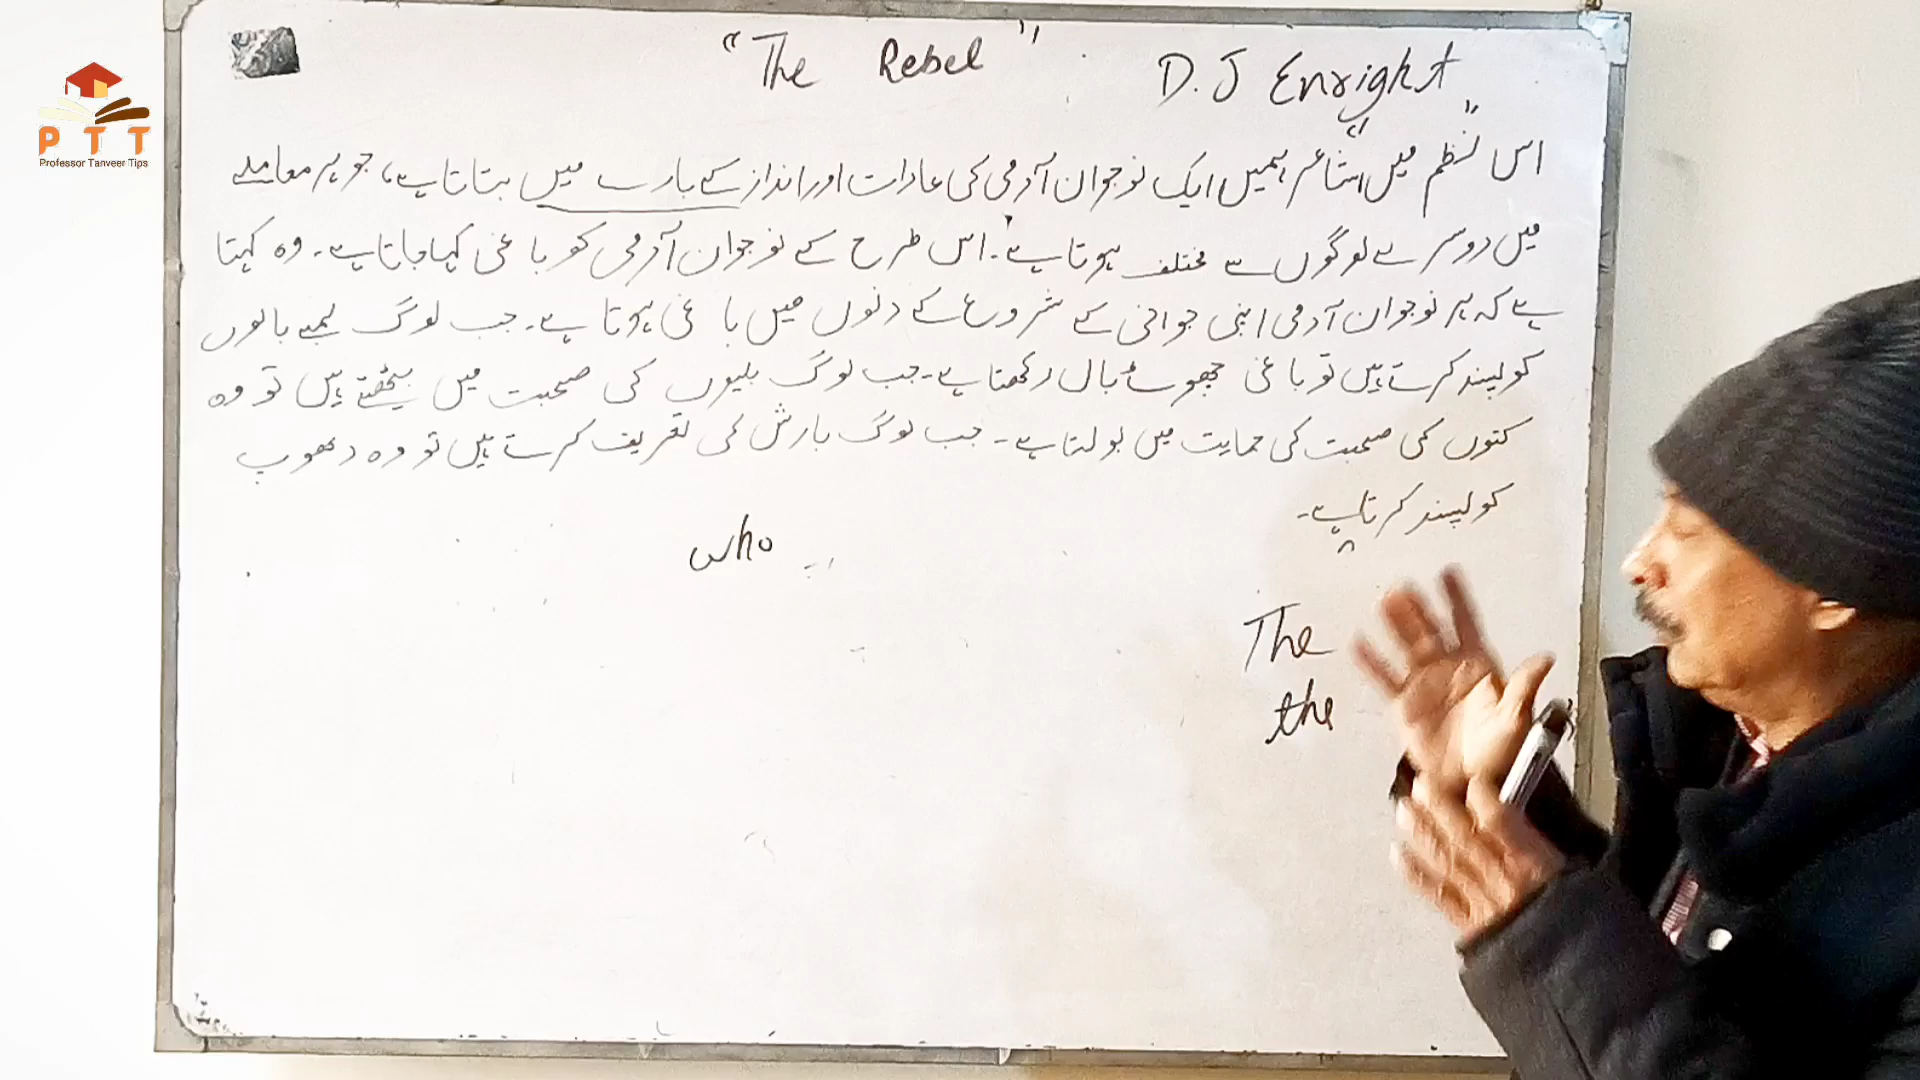 PTT
Professor Tanveer Tips
"The Rebel"
D.J Enright
اس نظم میں "شاعر" ہمیں ایک نوجوان آدمی کی عادات اور انداز کے بارے میں بتاتا ہے، جو ہر معاملے
میں دوسرے لوگوں سے مختلف ہوتا ہے۔ اس طرح کے نوجوان آدمی کو باغی کہا جاتا ہے۔ وہ کہتا
ہے کہ ہر نوجوان آدمی اپنی جوانی کے شروع کے دنوں میں باغی ہوتا ہے۔ جب لوگ لمبے بالوں
کو پسند کرتے ہیں تو باغی چھوٹے بال رکھتا ہے۔ جب لوگ بلیوں کی صحبت میں بیٹھتے ہیں تو وہ
کتوں کی صحبت کی حمایت میں بولتا ہے۔ جب لوگ بارش کی تعریف کرتے ہیں تو وہ دھوپ
کو پسند کرتا ہے۔
who
The
the